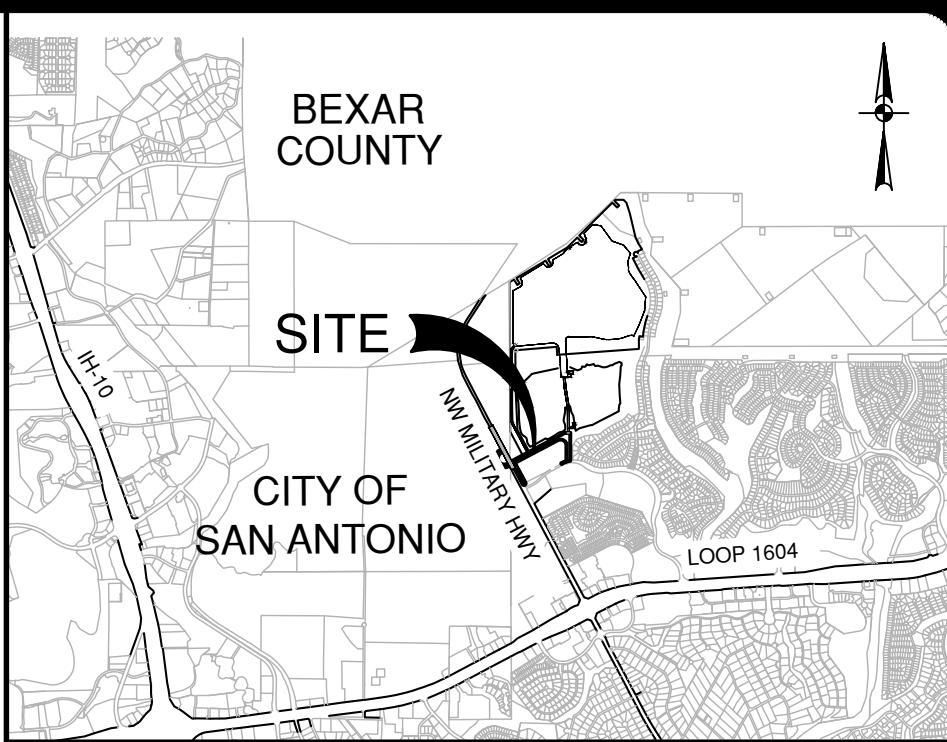 BEXAR
COUNTY
SITE
IH-10
NW MILITARY HWY
CITY OF
SAN ANTONIO
LOOP 1604